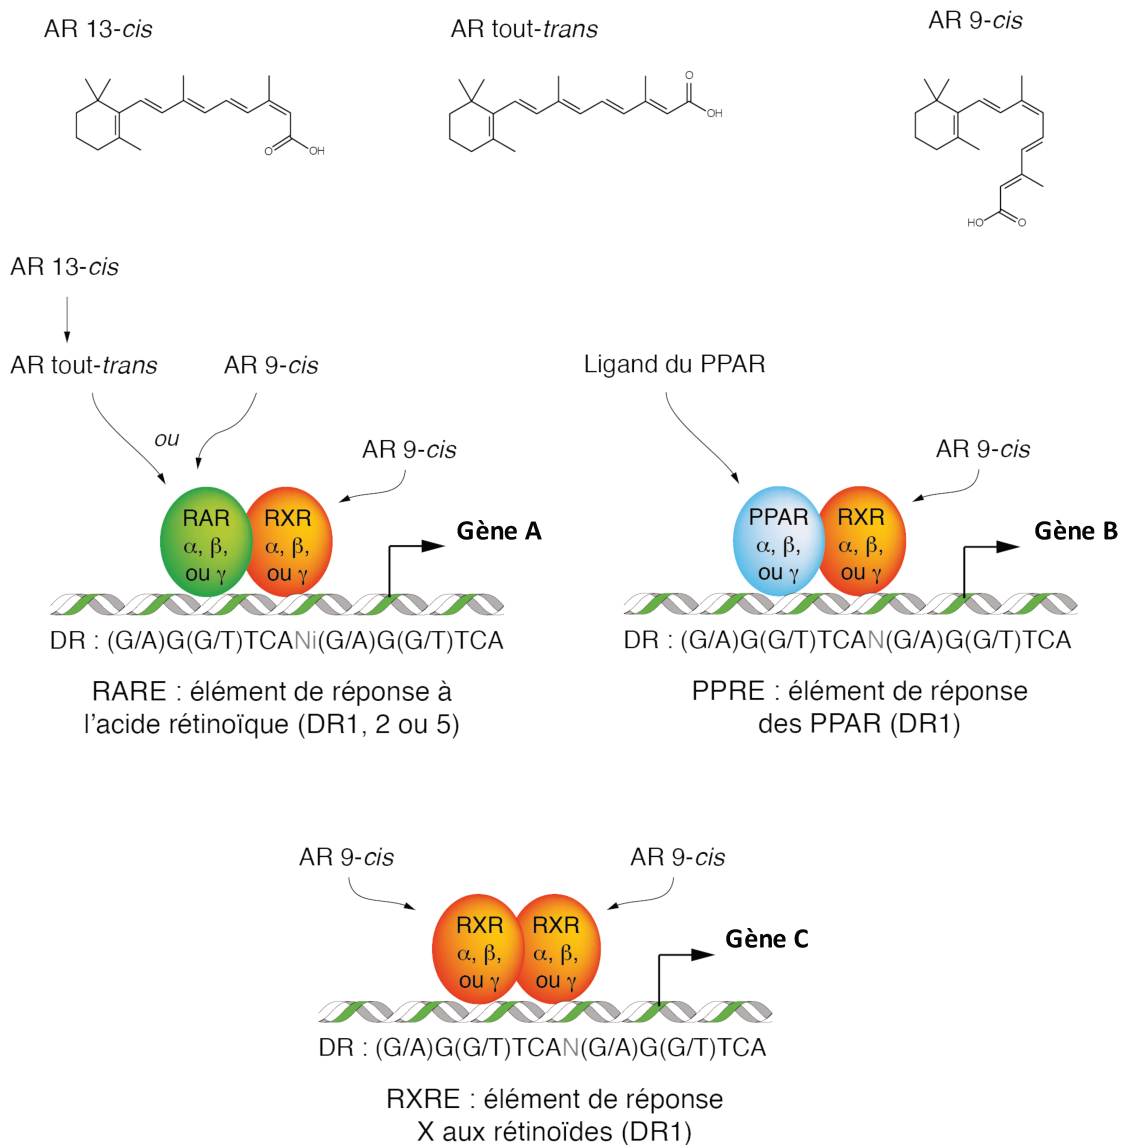 AR 13-cis
AR tout-trans
AR 9-cis
O
OH
O
OH
HO
O
AR 13-cis
AR tout-trans
AR 9-cis
ou
AR 9-cis
RAR
α, β,
ou γ
RXR
α, β,
ou γ
Gène A
DR : (G/A)G(G/T)TCANi(G/A)G(G/T)TCA
RARE : élément de réponse à
l'acide rétinoïque (DR1, 2 ou 5)
Ligand du PPAR
AR 9-cis
PPAR
α, β,
ou γ
RXR
α, β,
ou γ
Gène B
DR : (G/A)G(G/T)TCAN(G/A)G(G/T)TCA
PPRE : élément de réponse
des PPAR (DR1)
AR 9-cis
AR 9-cis
RXR
α, β,
ou γ
RXR
α, β,
ou γ
Gène C
DR : (G/A)G(G/T)TCAN(G/A)G(G/T)TCA
RXRE : élément de réponse
X aux rétinoïdes (DR1)